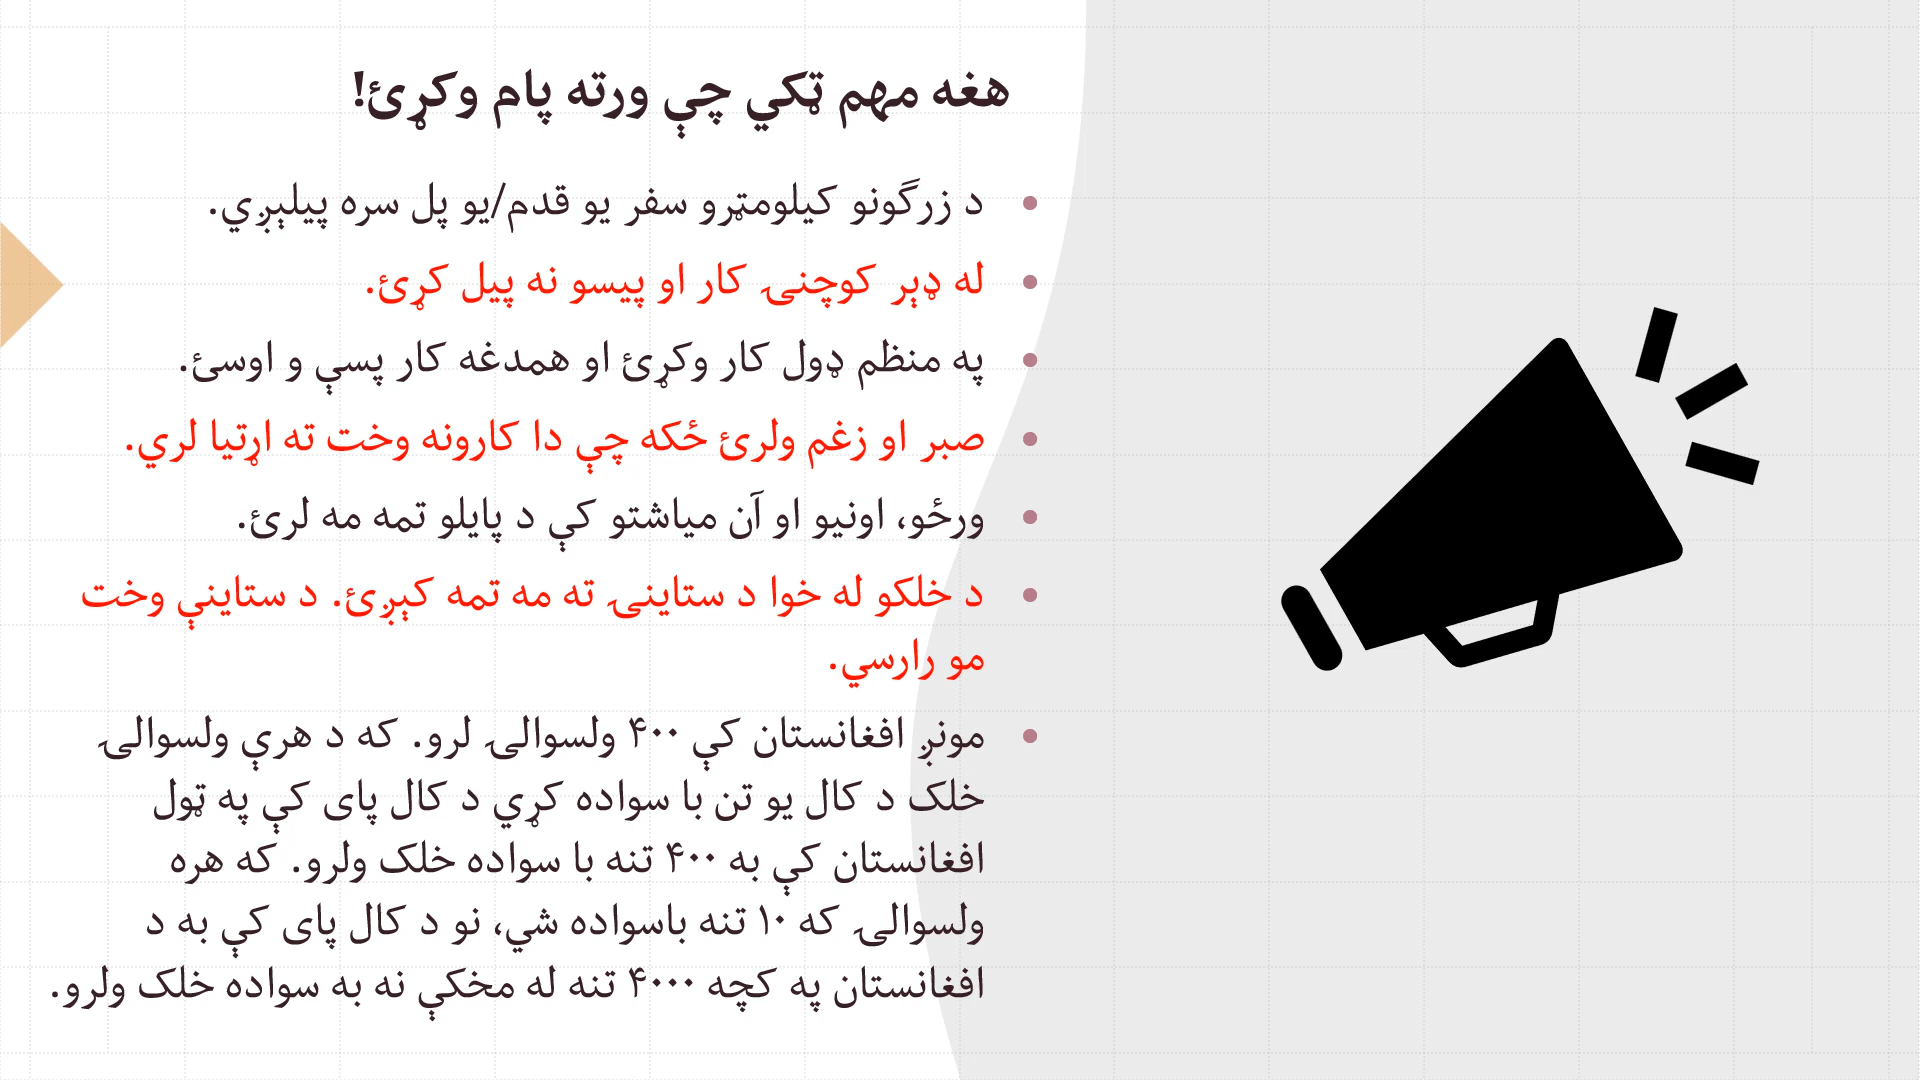 هغه مهم ټکي چې ورته پام وکړئ!
د زرګونو کیلومټرو سفر یو قدم/یو پل سره پیلېږي.
له ډېر کوچنۍ کار او پیسو نه پیل کړئ.
په منظم ډول کار وکړئ او همدغه کار پسې و اوسئ.
صبر او زغم ولرئ ځکه چې دا کارونه وخت ته اړتیا لري.
ورځو، اونیو او آن میاشتو کې د پایلو تمه مه لرئ.
د خلکو له خوا د ستاینۍ ته مه تمه کېږئ. د ستاینې وخت
مو رارسي.
مونږ افغانستان کې ۴۰۰ ولسوالۍ لرو. که د هرې ولسوالۍ
خلک د کال یو تن با سواده کړي د کال پای کې په ټول
افغانستان کې به ۴۰۰ تنه با سواده خلک ولرو. که هره
ولسوالۍ که ۱۰ تنه باسواده شي، نو د کال پای کې به د
افغانستان په کچه ۴۰۰۰ تنه له مخکې نه به سواده خلک ولرو.